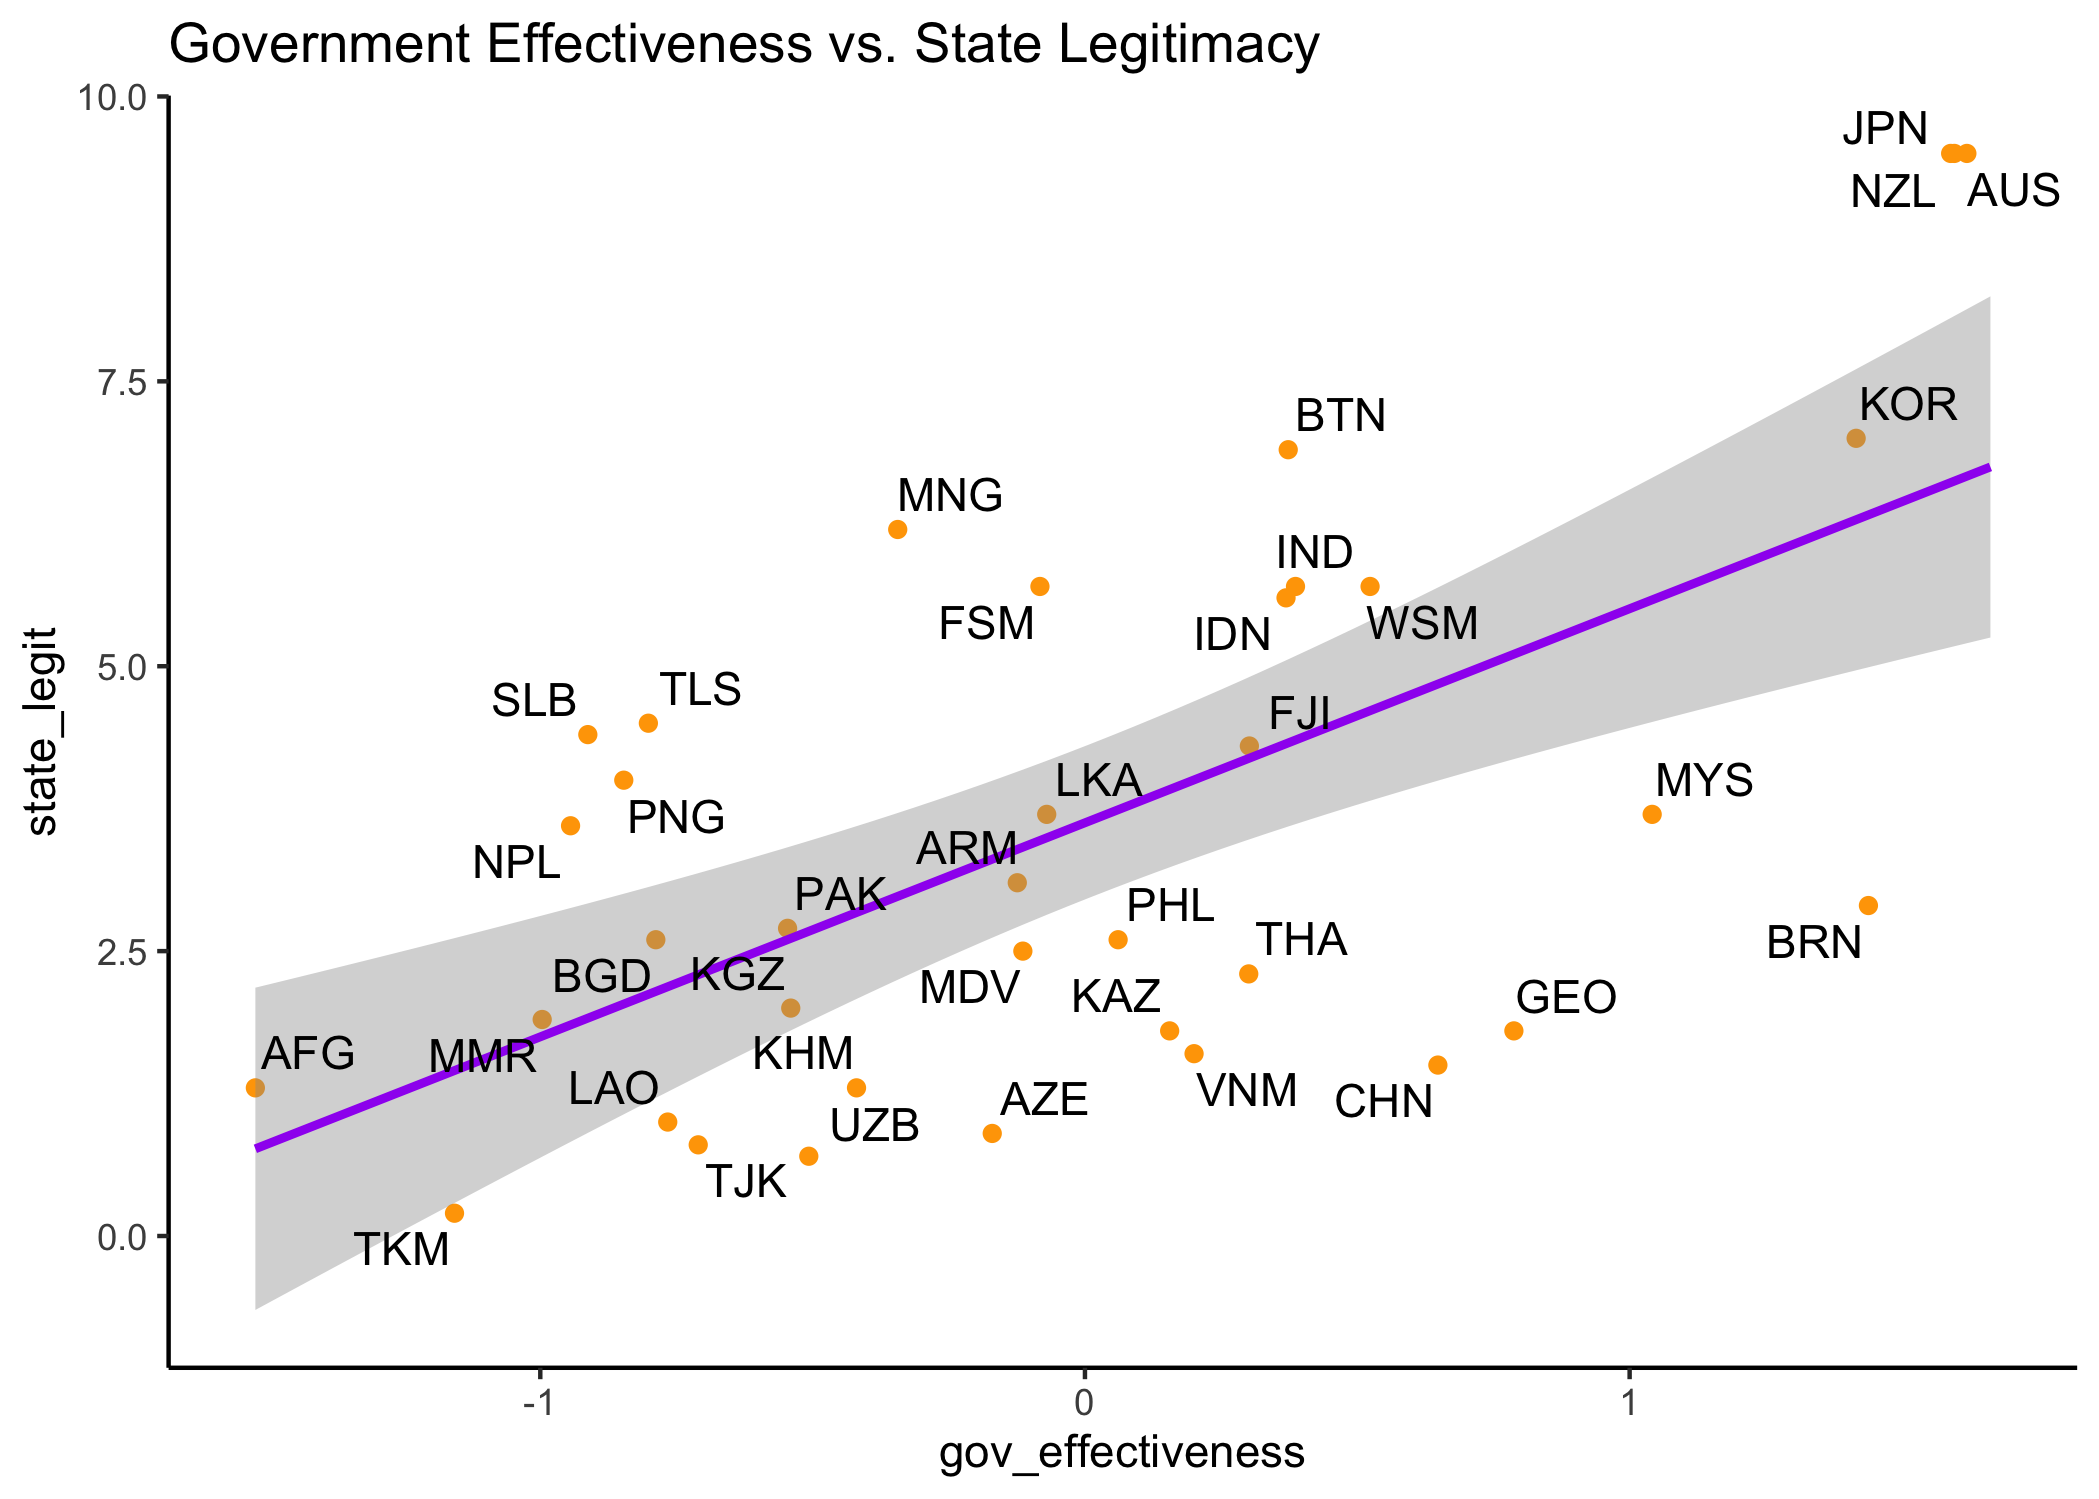 Government Effectiveness vs. State Legitimacy
10.0
JPN
NZL
AUS
7.5
KOR
BTN
MNG
IND
FSM
IDN
WSM
state_legit
5.0
TLS
SLB
FJI
LKA
MYS
PNG
ARM
NPL
PAK
PHL
THA
BRN
2.5
BGD
KGZ
MDV
KAZ
GEO
AFG
MMR
KHM
LAO
AZE
VNM
CHN
UZB
TJK
0.0
TKM
-1
0
1
gov_effectiveness